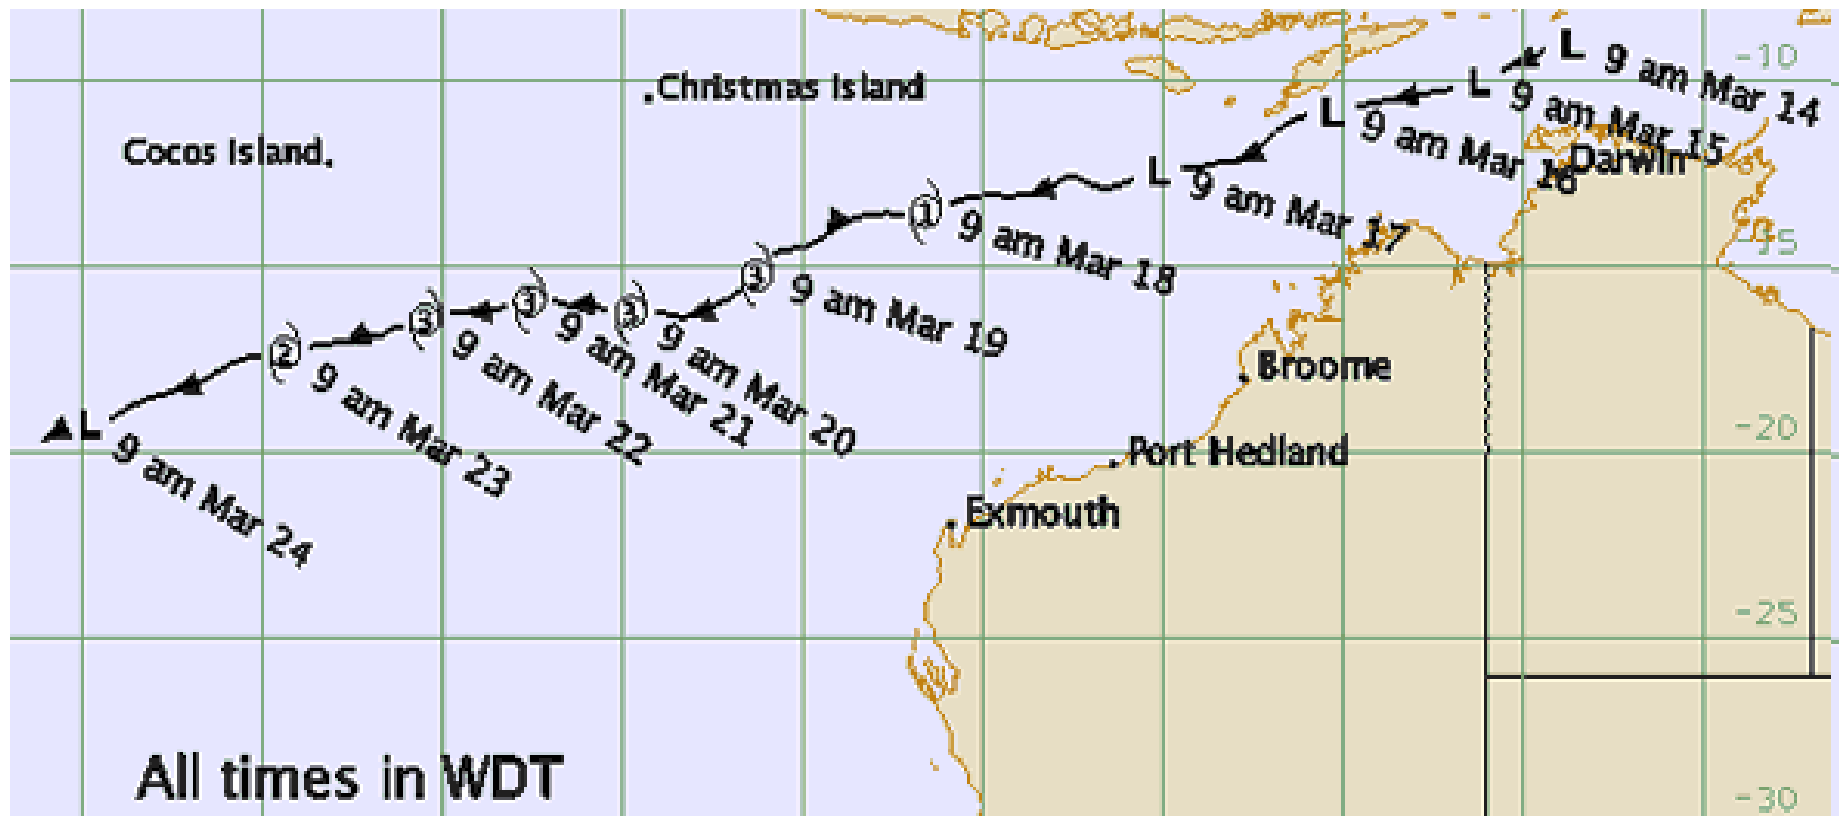 -10
L 9 am Mar 14
.Christmas Island
L 9 am Mar 15
L 9 am Mar 16
Cocos Island.
Darwin
L 9 am Mar 17
1 9 am Mar 18
-15
3 9 am Mar 19
3 9 am Mar 20
3 9 am Mar 21
3 9 am Mar 22
2 9 am Mar 23
Broome
L 9 am Mar 24
-20
Port Hedland
Exmouth
-25
All times in WDT
-30